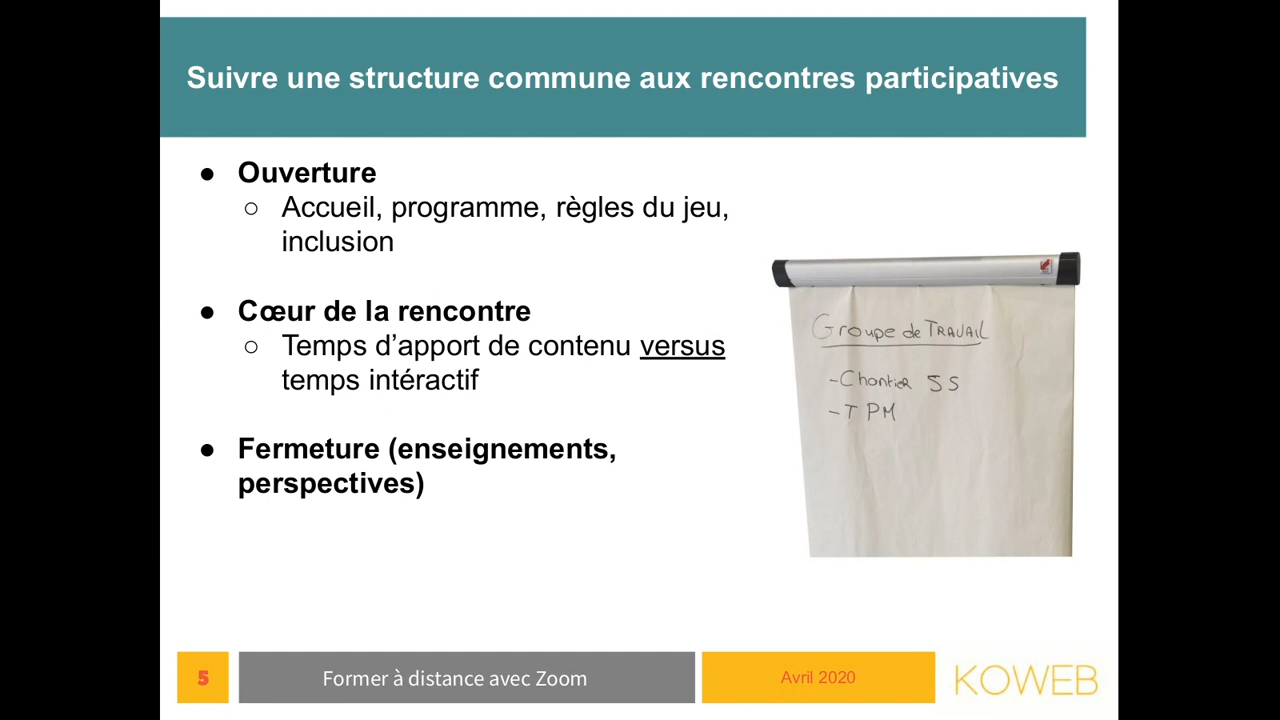 Suivre une structure commune aux rencontres participatives
● Ouverture
○ Accueil, programme, règles du jeu,
inclusion
● Cœur de la rencontre
○ Temps d’apport de contenu versus
temps intéractif
● Fermeture (enseignements,
perspectives)
Groupe de TRAVAIL
-Chantier 5S
-TPM
5
Former à distance avec Zoom
Avril 2020
KOWEB